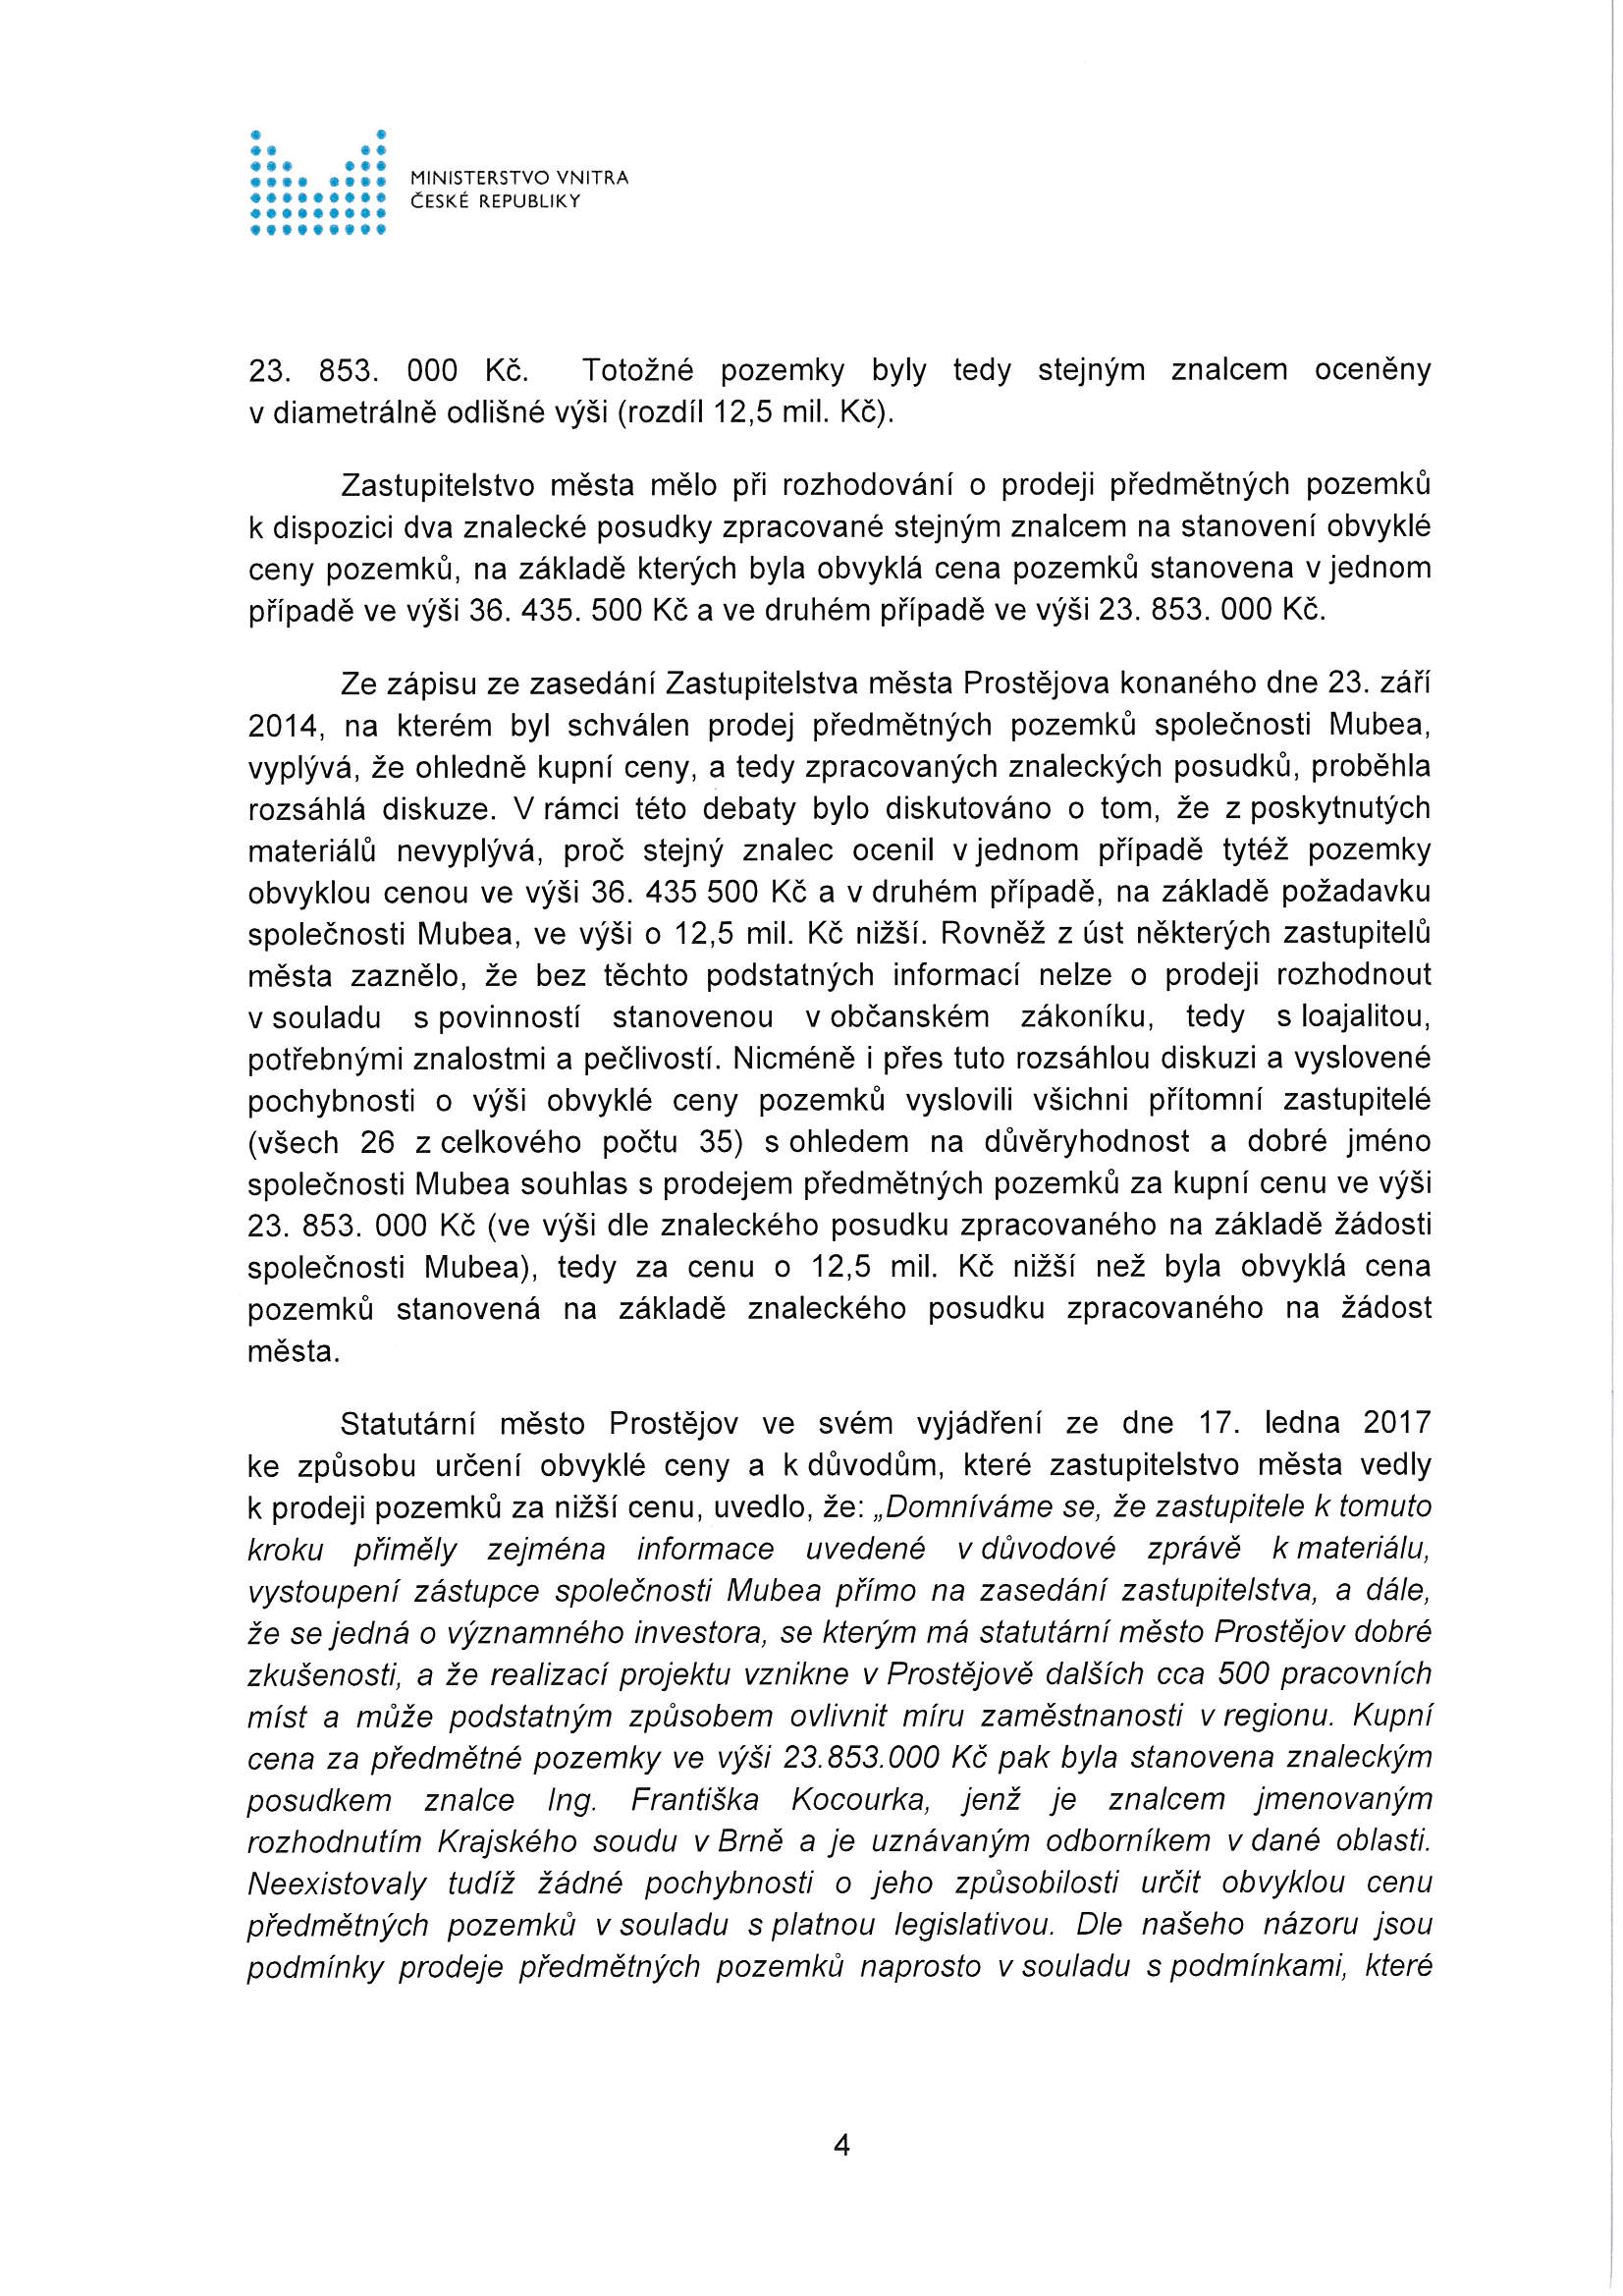 MINISTERSTVO VNITRA
ČESKÉ REPUBLIKY
23. 853. 000 Kč. Totožné pozemky byly tedy stejným znalcem oceněny
v diametrálně odlišné výši (rozdíl 12,5 mil. Kč).
Zastupitelstvo města mělo při rozhodování o prodeji předmětných pozemků
k dispozici dva znalecké posudky zpracované stejným znalcem na stanovení obvyklé
ceny pozemků, na základě kterých byla obvyklá cena pozemků stanovena v jednom
případě ve výši 36. 435. 500 Kč a ve druhém případě ve výši 23. 853. 000 Kč.
Ze zápisu ze zasedání Zastupitelstva města Prostějova konaného dne 23. září
2014, na kterém byl schválen prodej předmětných pozemků společnosti Mubea,
vyplývá, že ohledně kupní ceny, a tedy zpracovaných znaleckých posudků, proběhla
rozsáhlá diskuze. V rámci této debaty bylo diskutováno o tom, že z poskytnutých
materiálů nevyplývá, proč stejný znalec ocenil v jednom případě tytéž pozemky
obvyklou cenou ve výši 36. 435 500 Kč a v druhém případě, na základě požadavku
společnosti Mubea, ve výši o 12,5 mil. Kč nižší. Rovněž z úst některých zastupitelů
města zaznělo, že bez těchto podstatných informací nelze o prodeji rozhodnout
v souladu s povinností stanovenou v občanském zákoníku, tedy s loajalitou,
potřebnými znalostmi a pečlivostí. Nicméně i přes tuto rozsáhlou diskuzi a vyslovené
pochybnosti o výši obvyklé ceny pozemků vyslovili všichni přítomní zastupitelé
(všech 26 z celkového počtu 35) s ohledem na důvěryhodnost a dobré jméno
společnosti Mubea souhlas s prodejem předmětných pozemků za kupní cenu ve výši
23. 853. 000 Kč (ve výši dle znaleckého posudku zpracovaného na základě žádosti
společnosti Mubea), tedy za cenu o 12,5 mil. Kč nižší než byla obvyklá cena
pozemků stanovená na základě znaleckého posudku zpracovaného na žádost
města.
Statutární město Prostějov ve svém vyjádření ze dne 17. ledna 2017
ke způsobu určení obvyklé ceny a k důvodům, které zastupitelstvo města vedly
k prodeji pozemků za nižší cenu, uvedlo, že: „Domníváme se, že zastupitele k tomuto
kroku přiměly zejména informace uvedené v důvodové zprávě k materiálu,
vystoupení zástupce společnosti Mubea přímo na zasedání zastupitelstva, a dále,
že se jedná o významného investora, se kterým má statutární město Prostějov dobré
zkušenosti, a že realizací projektu vznikne v Prostějově dalších cca 500 pracovních
míst a může podstatným způsobem ovlivnit míru zaměstnanosti v regionu. Kupní
cena za předmětné pozemky ve výši 23.853.000 Kč pak byla stanovena znaleckým
posudkem znalce Ing. Františka Kocourka, jenž je znalcem jmenovaným
rozhodnutím Krajského soudu v Brně a je uznávaným odborníkem v dané oblasti.
Neexistovaly tudíž žádné pochybnosti o jeho způsobilosti určit obvyklou cenu
předmětných pozemků v souladu s platnou legislativou. Dle našeho názoru jsou
podmínky prodeje předmětných pozemků naprosto v souladu s podmínkami, které
4